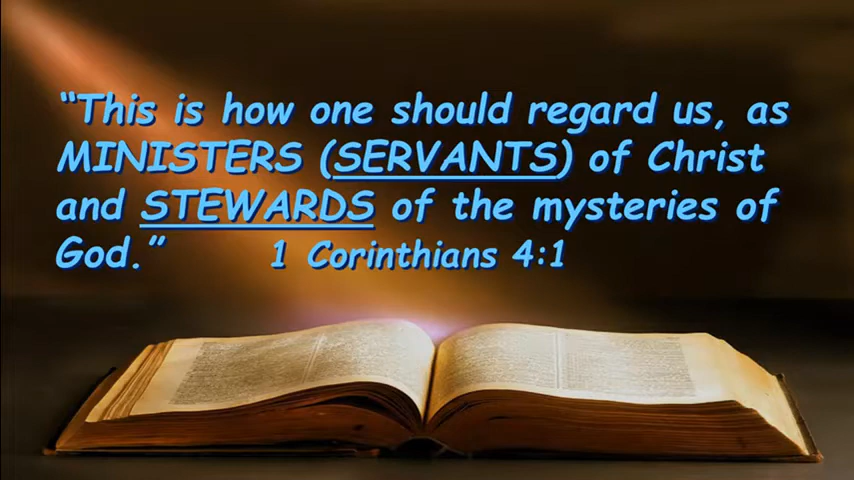 “This is how one should regard us, as
MINISTERS (SERVANTS) of Christ
and STEWARDS of the mysteries of
God.” 1 Corinthians 4:1